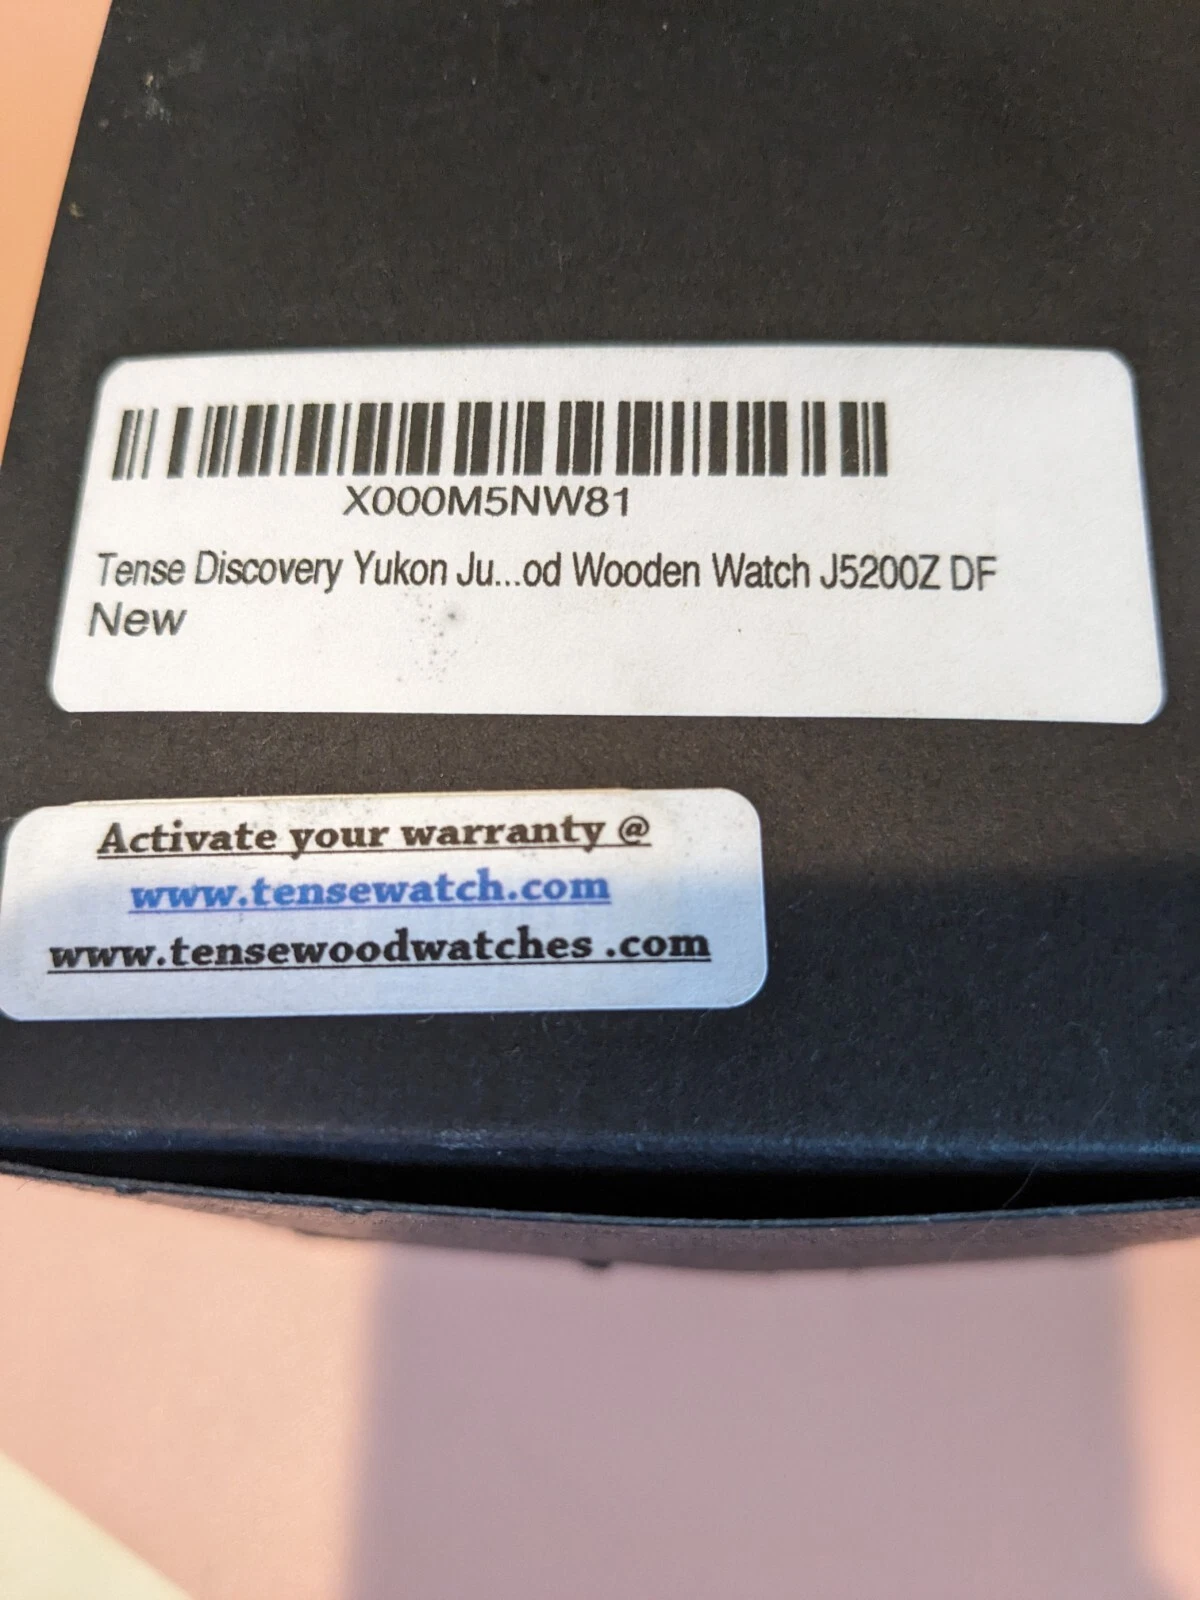 X000M5NW81
Tense Discovery Yukon Ju...od Wooden Watch J5200Z DF
New
Activate your warranty @
www.tensewatch.com
www.tensewoodwatches .com